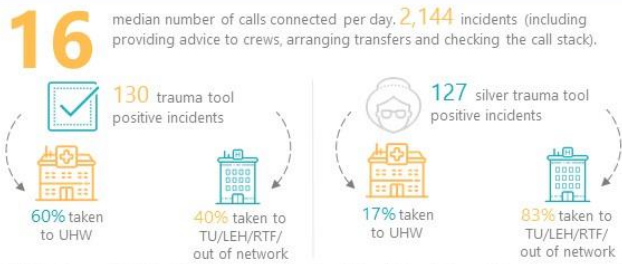 16 median number of calls connected per day. 2,144 incidents (including
providing advice to crews, arranging transfers and checking the call stack).
130 trauma tool
positive incidents
60% taken
to UHW
40% taken to
TU/LEH/RTF/
out of network
127 silver trauma tool
positive incidents
17% taken
to UHW
83% taken to
TU/LEH/RTF/
out of network